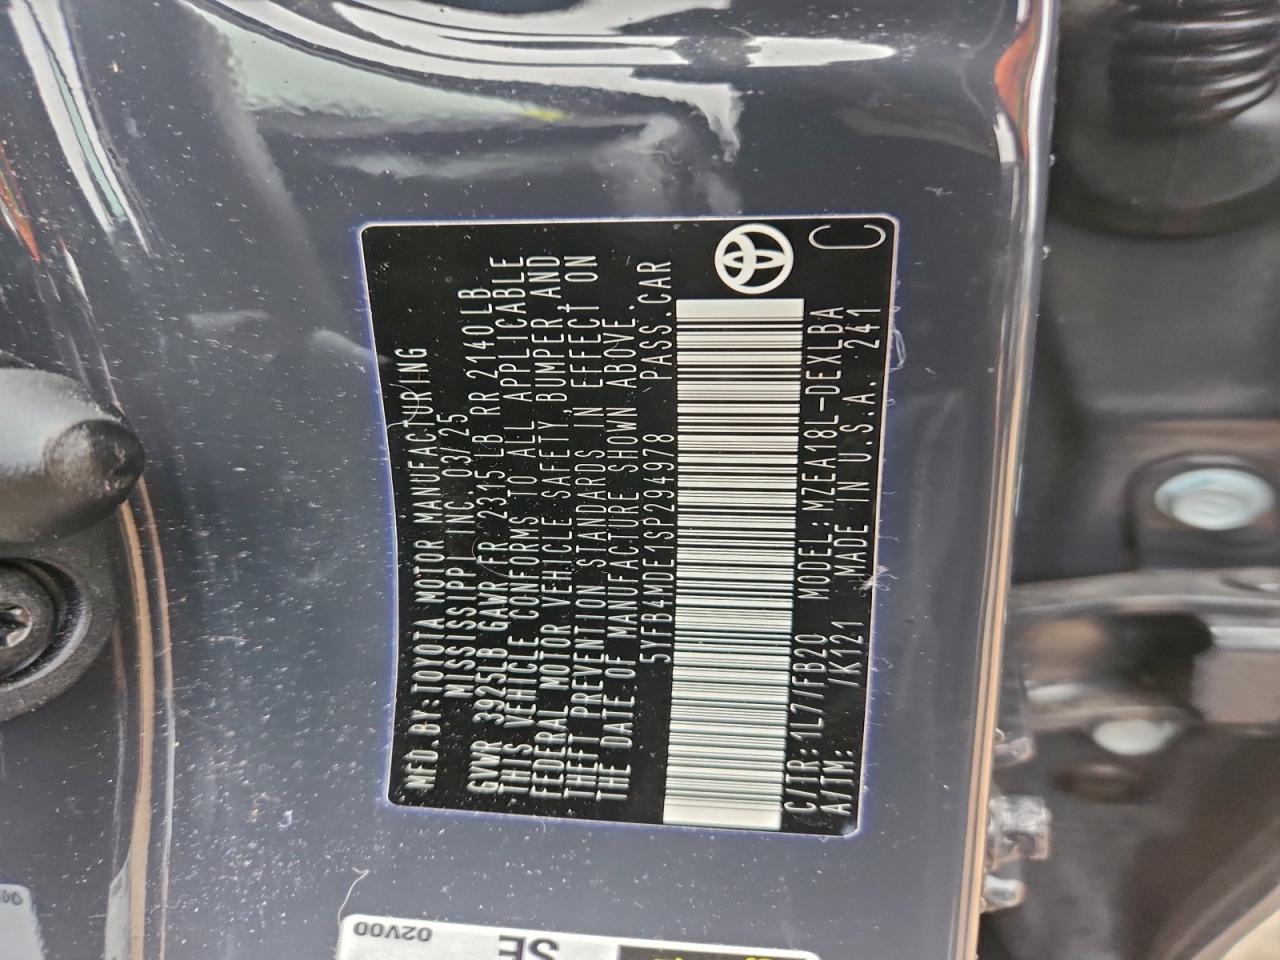 MFD.BY:TOYOTA MOTOR MANUFACTURING
MISSISSIPPI INC. 03/25
GVWR 3925LB GAWR FR 2315LB RR 2140LB
THIS VEHICLE CONFORMS TO ALL APPLICABLE
FEDERAL MOTOR VEHICLE SAFETY, BUMPER, AND
THEFT PREVENTION STANDARDS IN EFFECT ON
THE DATE OF MANUFACTURE SHOWN ABOVE.
5YFB4MDE1SP294978 PASS.CAR
C/TR:1L7/FB20 MODEL:MZEA18L-DEXLBA
A/TM: /K121 MADE IN U.S.A. 241
C
02V00
SE